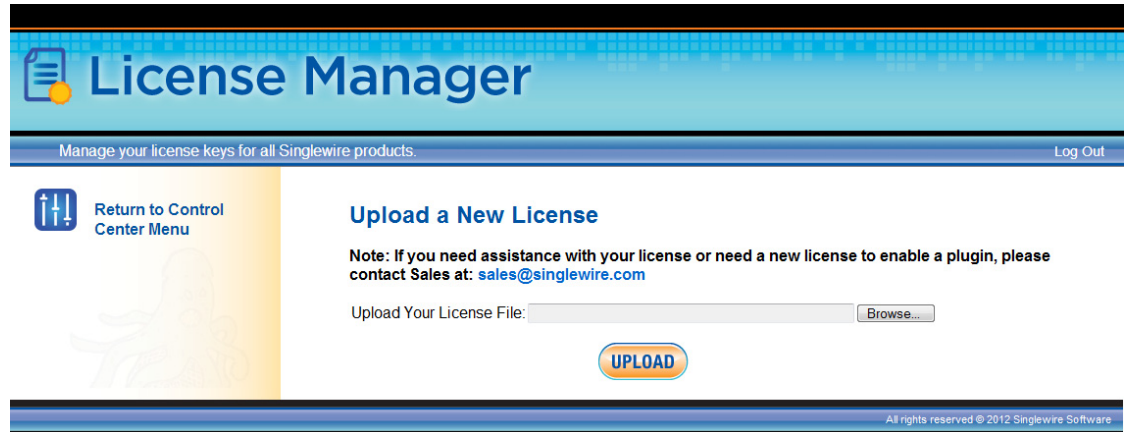 License Manager
Manage your license keys for all Singlewire products.
Log Out
Return to Control
Center Menu
Upload a New License
Note: If you need assistance with your license or need a new license to enable a plugin, please
contact Sales at: sales@singlewire.com
Upload Your License File:
Browse...
UPLOAD
All rights reserved © 2012 Singlewire Software